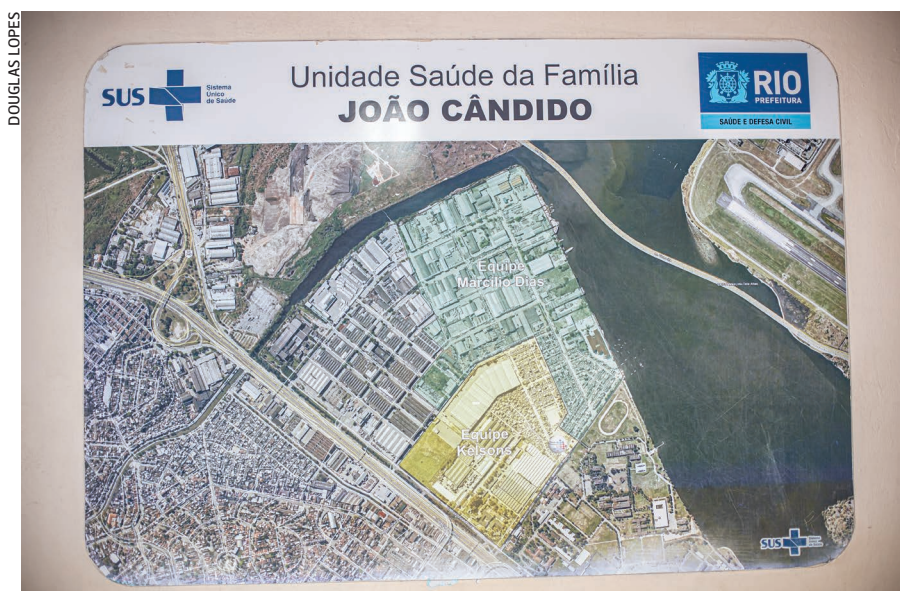 DOUGLAS LOPES
SUS
Sistema
Único
de Saúde
Unidade Saúde da Família
JOÃO CÂNDIDO
RIO
PREFEITURA
SAÚDE E DEFESA CIVIL
Equipe
Marcílio Dias
Equipe
Kelsons
SUS